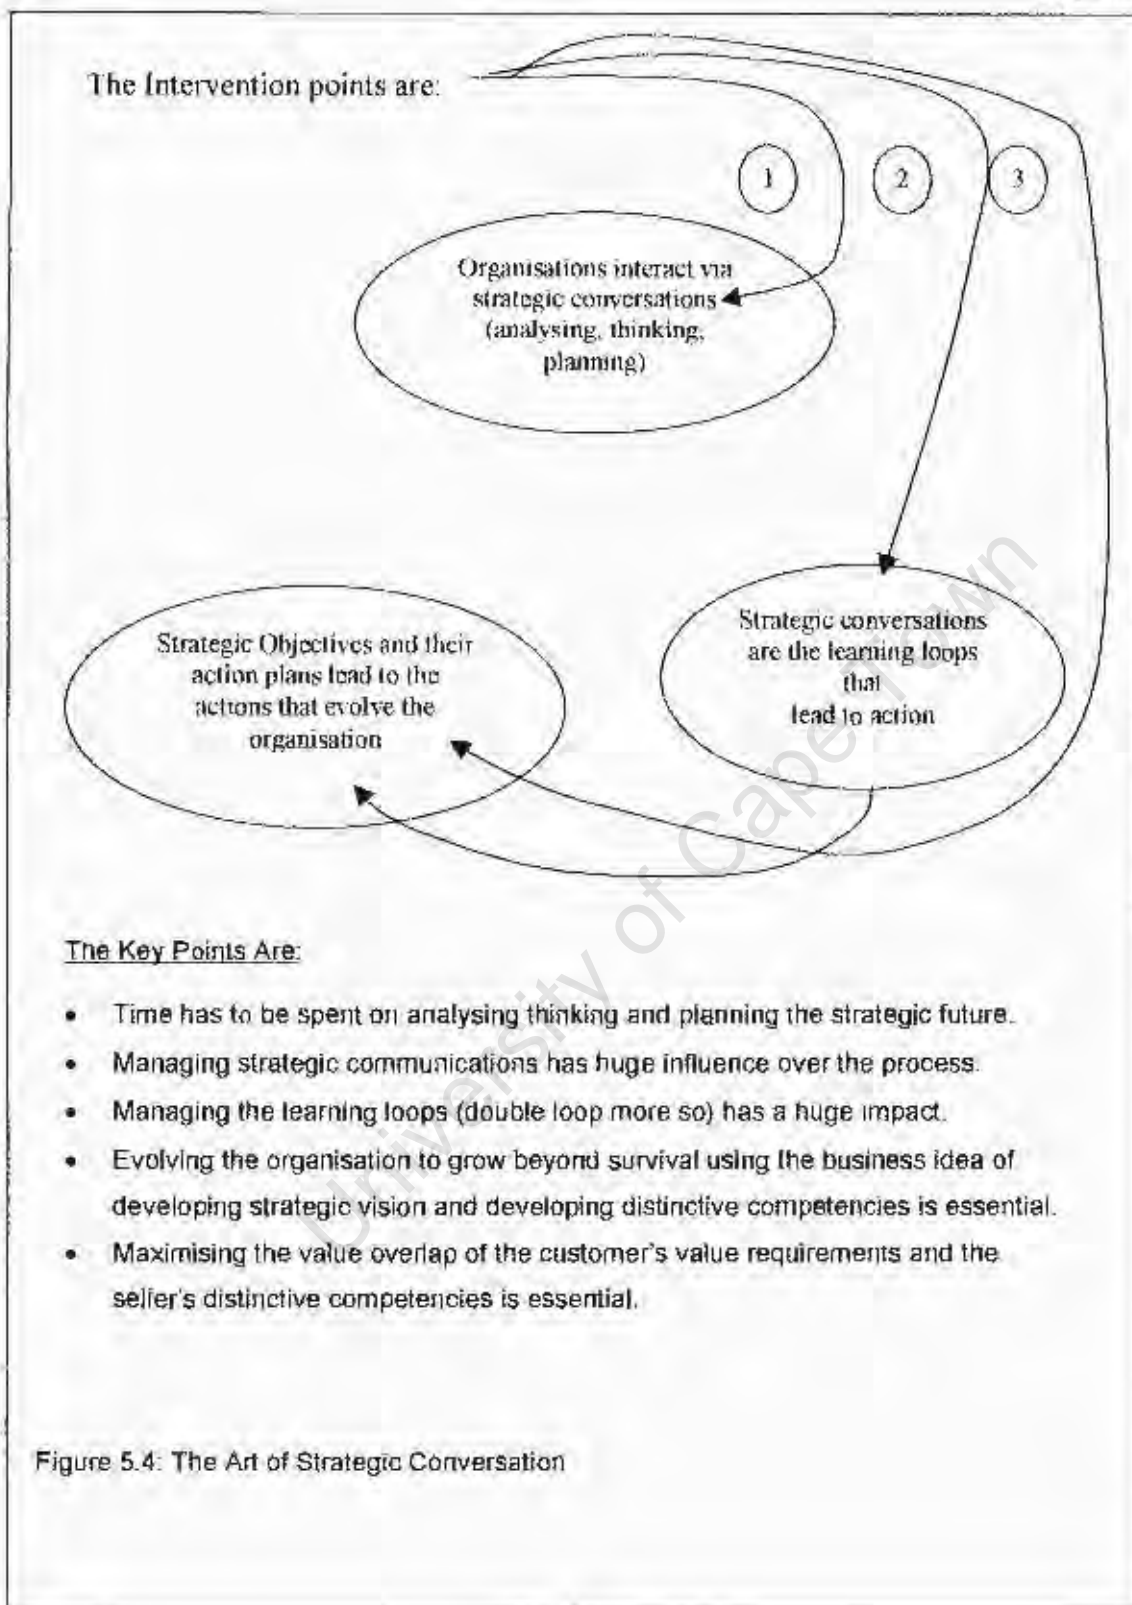 The Intervention points are:
1
2
3
Organisations interact via
strategic conversations
(analysing, thinking,
planning)
Strategic conversations
are the learning loops
that
lead to action
Strategic Objectives and their
action plans lead to the
actions that evolve the
organisation
The Key Points Are:
• Time has to be spent on analysing thinking and planning the strategic future.
• Managing strategic communications has huge influence over the process.
• Managing the learning loops (double loop more so) has a huge impact.
• Evolving the organisation to grow beyond survival using the business idea of
developing strategic vision and developing distinctive competencies is essential.
• Maximising the value overlap of the customer's value requirements and the
seller's distinctive competencies is essential.
Figure 5.4: The Art of Strategic Conversation
University of Cape Town